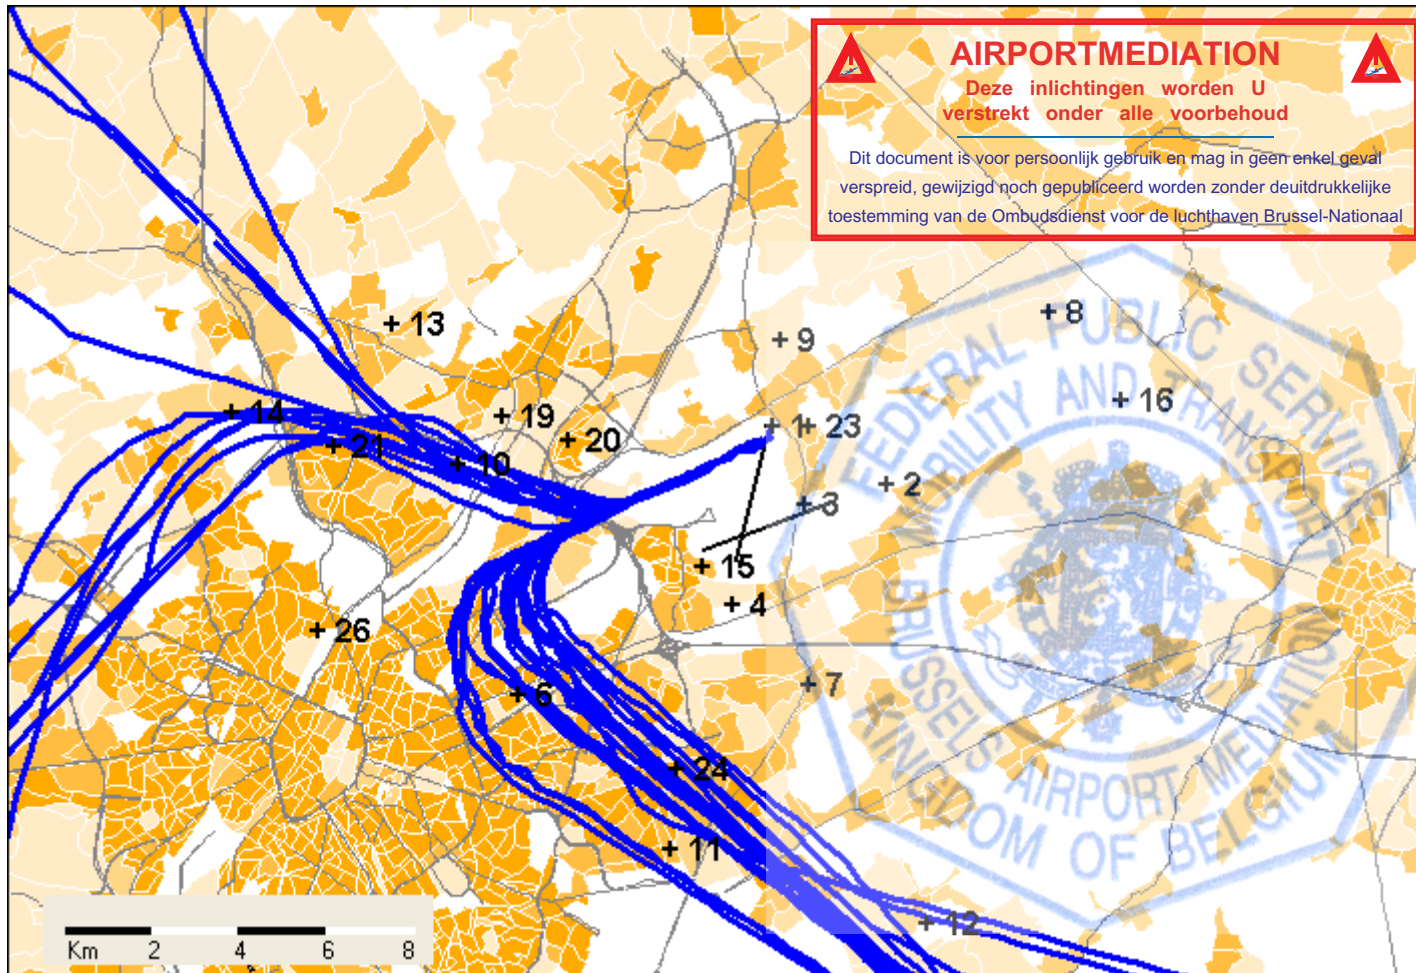 AIRPORTMEDIATION
Deze inlichtingen worden U
verstrekt onder alle voorbehoud
Dit document is voor persoonlijk gebruik en mag in geen enkel geval
verspreid, gewijzigd noch gepubliceerd worden zonder deuitdrukkelijke
toestemming van de Ombudsdienst voor de luchthaven Brussel-Nationaal
+ 8
+ 13
+ 9
+ 16
+ 14
+ 19
+ 1
+ 23
+ 20
+ 21
+ 10
+ 2
+ 3
+ 15
+ 4
+ 26
+ 7
+ 6
+ 24
+ 11
+ 12
FEDERAL PUBLIC SERVICE
MOBILITY AND TRANSPORT
BRUSSELS AIRPORT MEDIATION
KINGDOM OF BELGIUM
Km 2 4 6 8